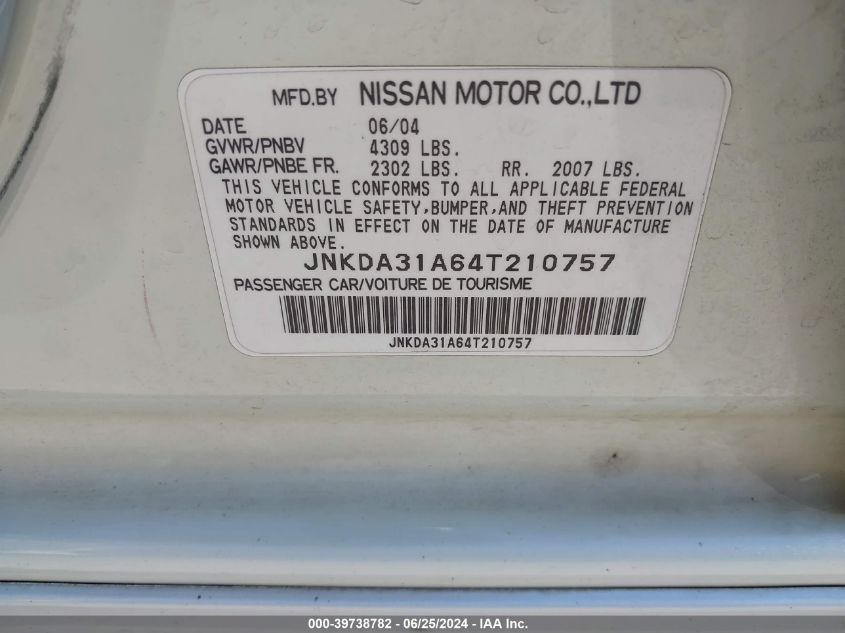 MFD.BY NISSAN MOTOR CO.,LTD
DATE 06/04
GVWR/PNBV 4309 LBS.
GAWR/PNBE FR. 2302 LBS. RR. 2007 LBS.
THIS VEHICLE CONFORMS TO ALL APPLICABLE FEDERAL
MOTOR VEHICLE SAFETY,BUMPER,AND THEFT PREVENTION
STANDARDS IN EFFECT ON THE DATE OF MANUFACTURE
SHOWN ABOVE.
JNKDA31A64T210757
PASSENGER CAR/VOITURE DE TOURISME
JNKDA31A64T210757
000-39738782 - 06/25/2024 - IAA Inc.